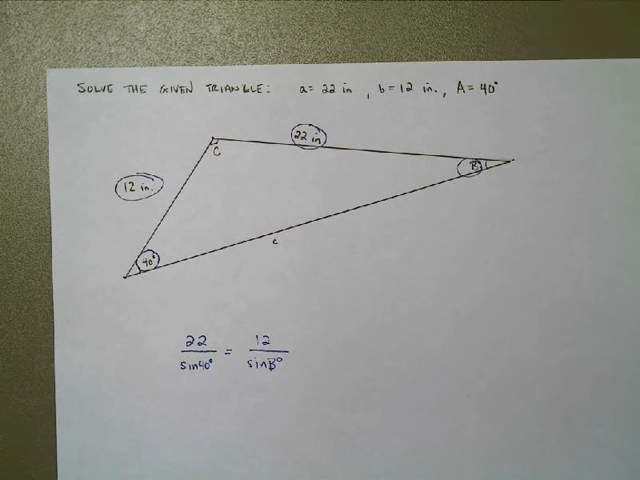 SOLVE THE GIVEN TRIANGLE: a = 22 in, b = 12 in., A = 40°
22 in
C
B
12 in.
c
40°
22 / sin40° = 12 / sinB°